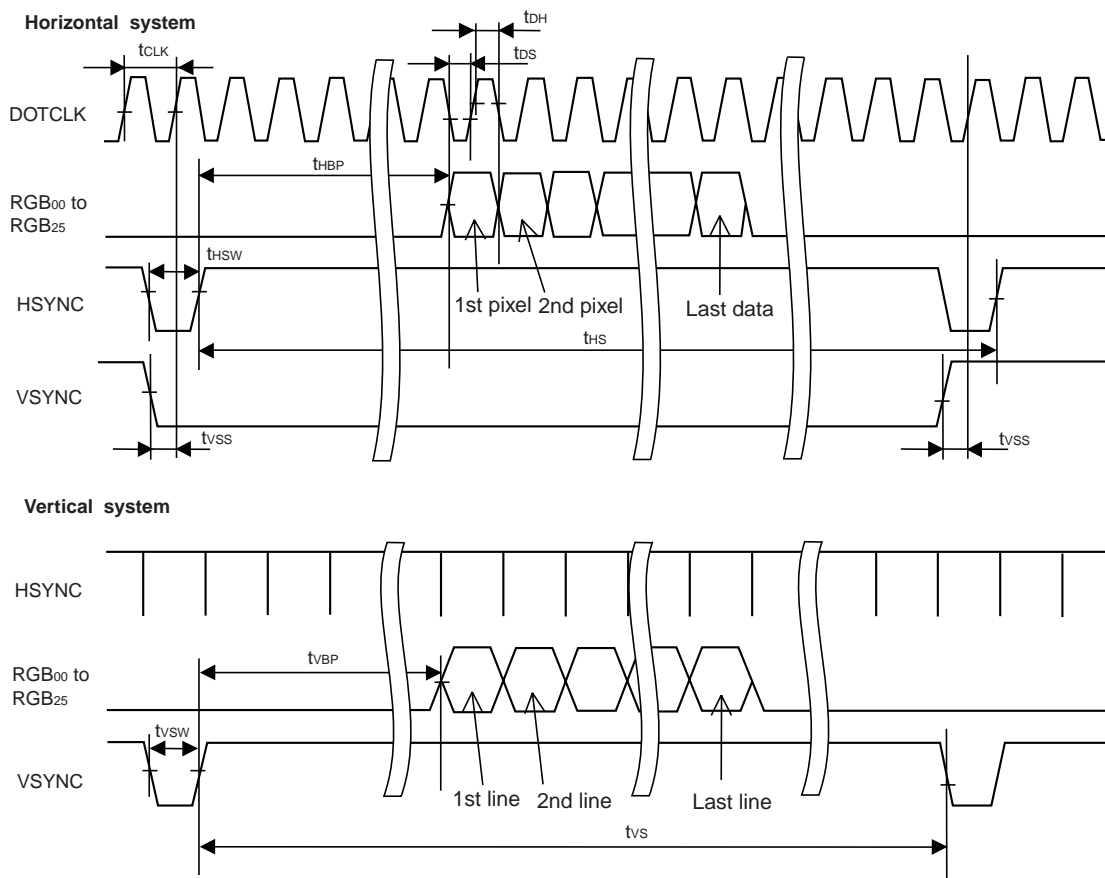 Horizontal system
tDH
tCLK
tDS
DOTCLK
tHBP
RGB00 to
RGB25
tHSW
HSYNC
1st pixel 2nd pixel Last data
tHS
VSYNC
tVSS tVSS
Vertical system
HSYNC
tVBP
RGB00 to
RGB25
tVSW
VSYNC
1st line 2nd line Last line
tVS